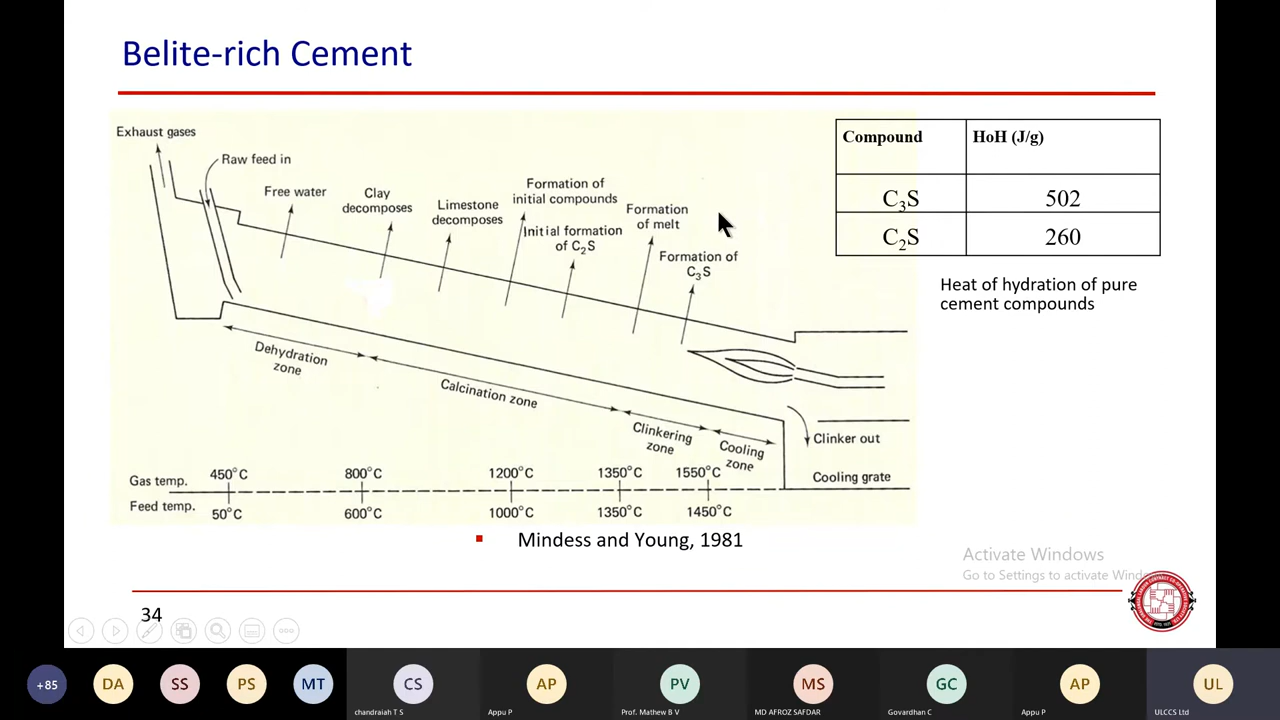 Belite-rich Cement
Exhaust gases
Raw feed in
Free water
Clay
decomposes
Limestone
decomposes
Formation of
initial compounds
Initial formation
of C₂S
Formation
of melt
Formation of
C₃S
Dehydration
zone
Calcination zone
Clinkering
zone
Cooling
zone
Clinker out
Cooling grate
Gas temp. 450°C 800°C 1200°C 1350°C 1550°C
Feed temp. 50°C 600°C 1000°C 1350°C 1450°C
Mindess and Young, 1981
Compound HoH (J/g)
C₃S 502
C₂S 260
Heat of hydration of pure
cement compounds
Activate Windows
Go to Settings to activate Wind
34
+85 DA SS PS MT CS AP PV MS GC AP UL
chandraiah T S Appu P Prof. Mathew B V MD AFROZ SAFDAR Govardhan C Appu P ULCCS Ltd